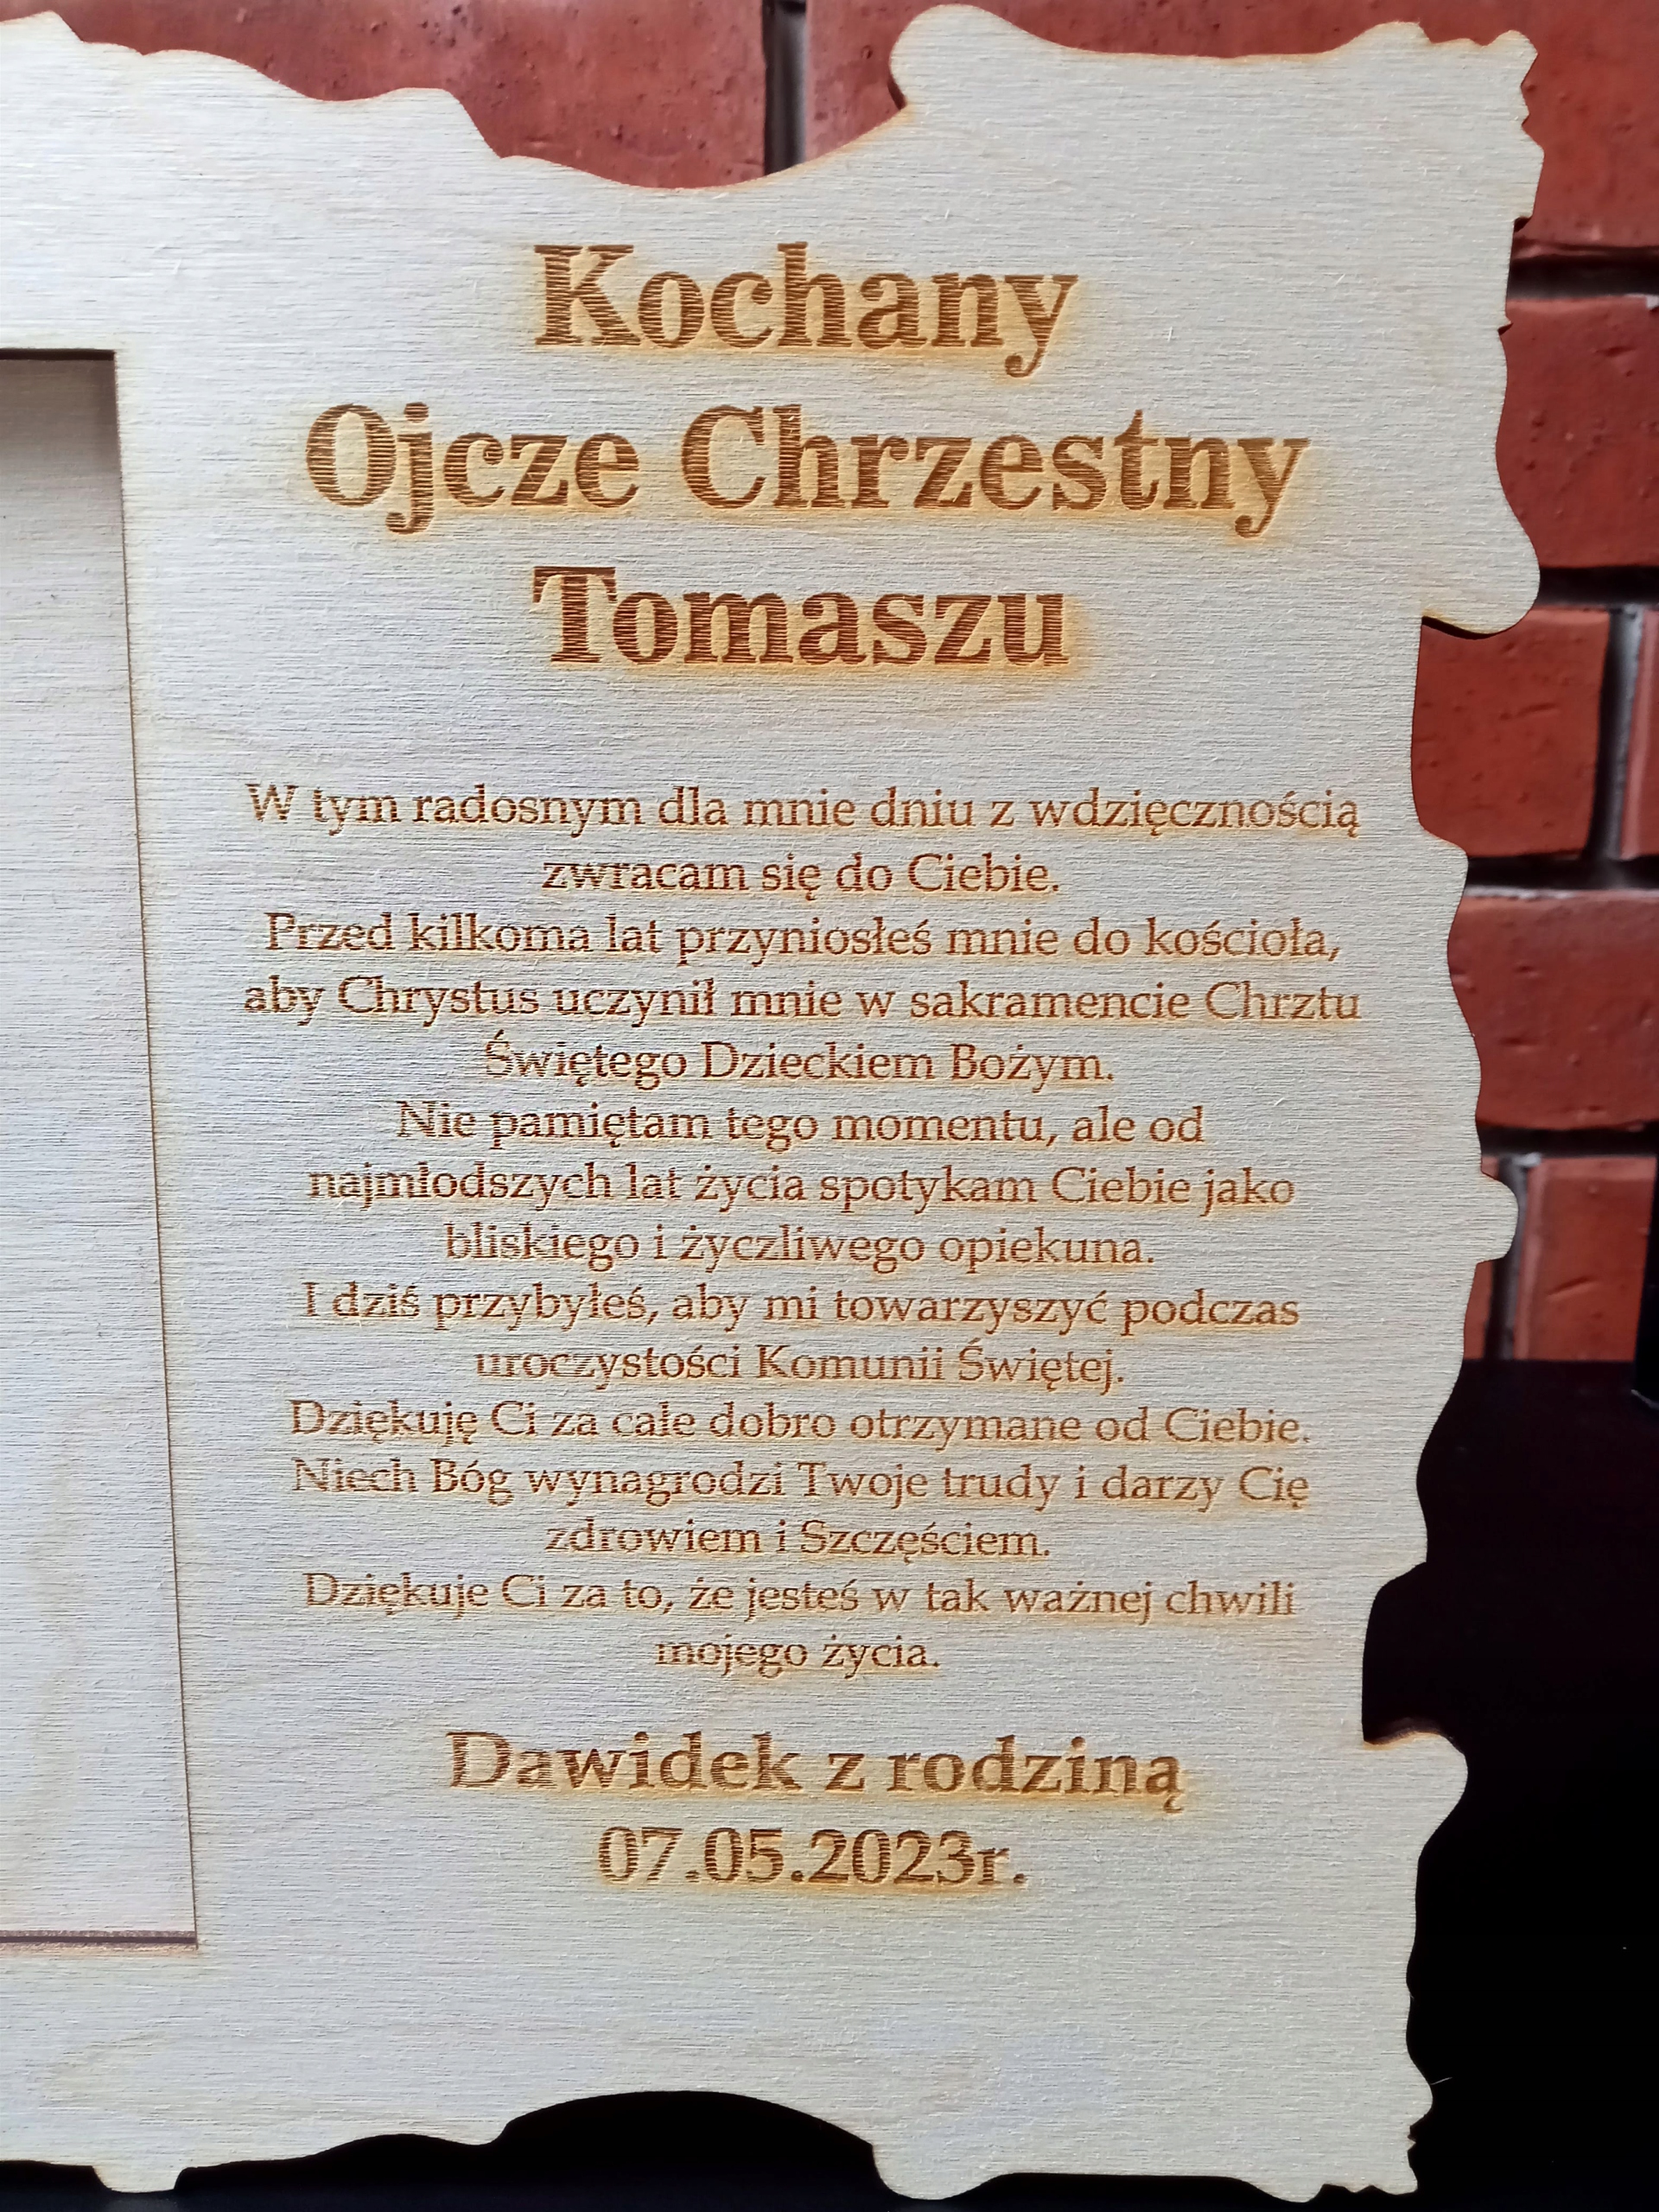 Kochany
Ojcze Chrzestny
Tomaszu
W tym radosnym dla mnie dniu z wdzięcznością
zwracam się do Ciebie.
Przed kilkoma lat przyniosłeś mnie do kościoła,
aby Chrystus uczynił mnie w sakramencie Chrztu
Świętego Dzieckiem Bożym.
Nie pamiętam tego momentu, ale od
najmłodszych lat życia spotykam Ciebie jako
bliskiego i życzliwego opiekuna.
I dziś przybyłeś, aby mi towarzyszyć podczas
uroczystości Komunii Świętej.
Dziękuję Ci za całe dobro otrzymane od Ciebie.
Niech Bóg wynagrodzi Twoje trudy i darzy Cię
zdrowiem i Szczęściem.
Dziękuje Ci za to, że jesteś w tak ważnej chwili
mojego życia.
Dawidek z rodziną
07.05.2023r.